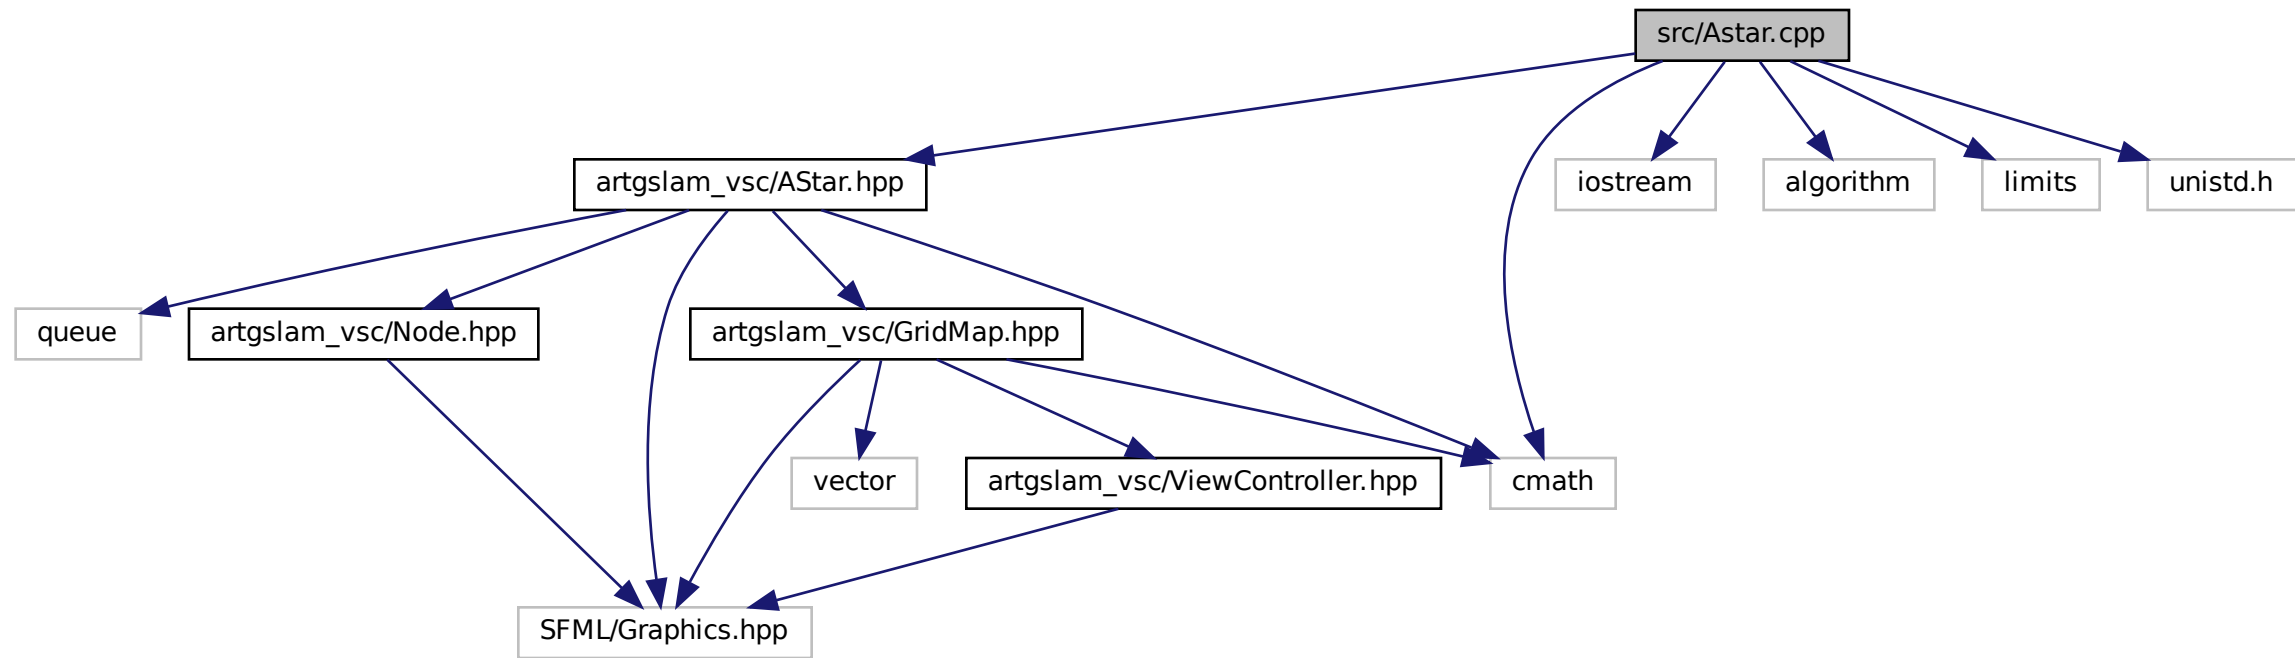 src/Astar.cpp
artgslam_vsc/AStar.hpp
iostream
algorithm
limits
unistd.h
queue
artgslam_vsc/Node.hpp
artgslam_vsc/GridMap.hpp
vector
artgslam_vsc/ViewController.hpp
cmath
SFML/Graphics.hpp